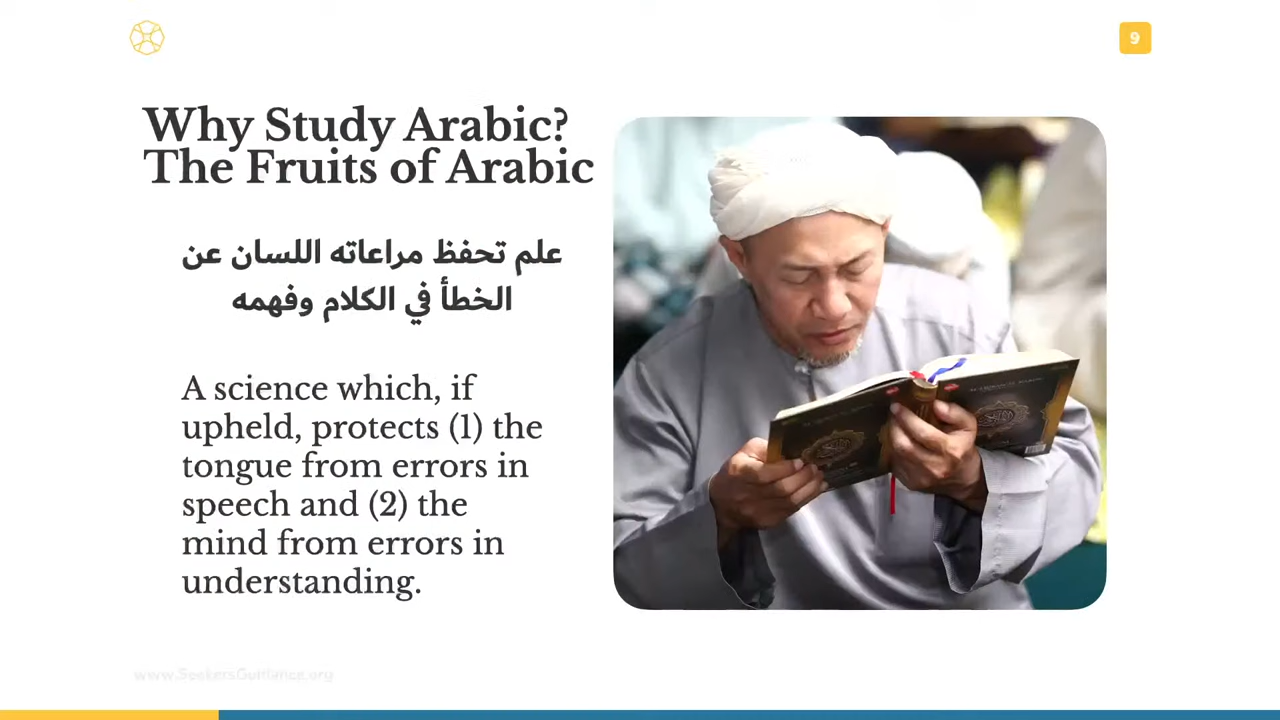 9
Why Study Arabic?
The Fruits of Arabic
علم تحفظ مراعاته اللسان عن
الخطأ في الكلام وفهمه
A science which, if
upheld, protects (1) the
tongue from errors in
speech and (2) the
mind from errors in
understanding.
www.SeekersGuidance.org